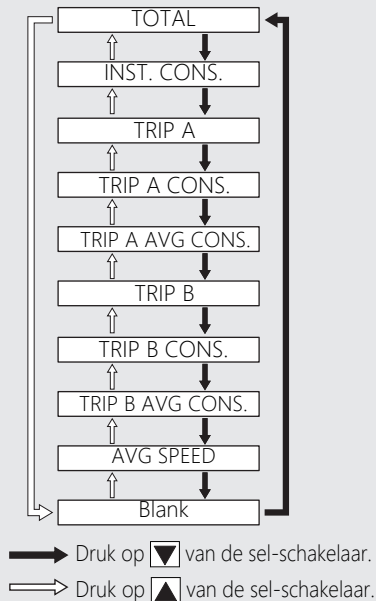 TOTAL
INST. CONS.
TRIP A
TRIP A CONS.
TRIP A AVG CONS.
TRIP B
TRIP B CONS.
TRIP B AVG CONS.
AVG SPEED
Blank
Druk op ▼ van de sel-schakelaar.
Druk op ▲ van de sel-schakelaar.